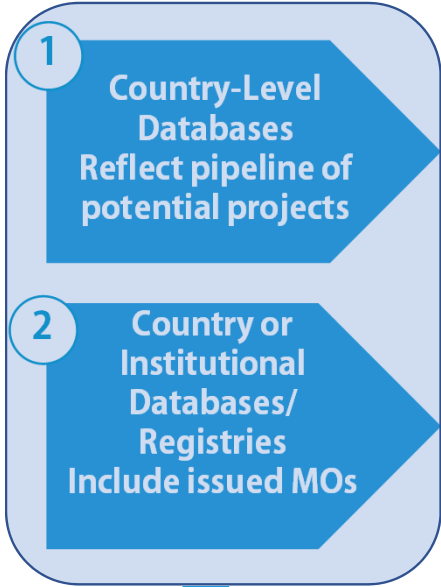 1
Country-Level
Databases
Reflect pipeline of
potential projects
2
Country or
Institutional
Databases/
Registries
Include issued MOs